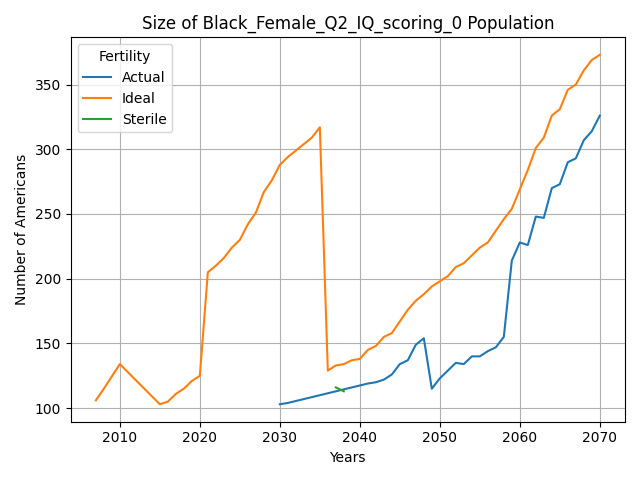 Size of Black_Female_Q2_IQ_scoring_0 Population
Fertility
Actual
Ideal
Sterile
Number of Americans
350
300
250
200
150
100
2010 2020 2030 2040 2050 2060 2070
Years